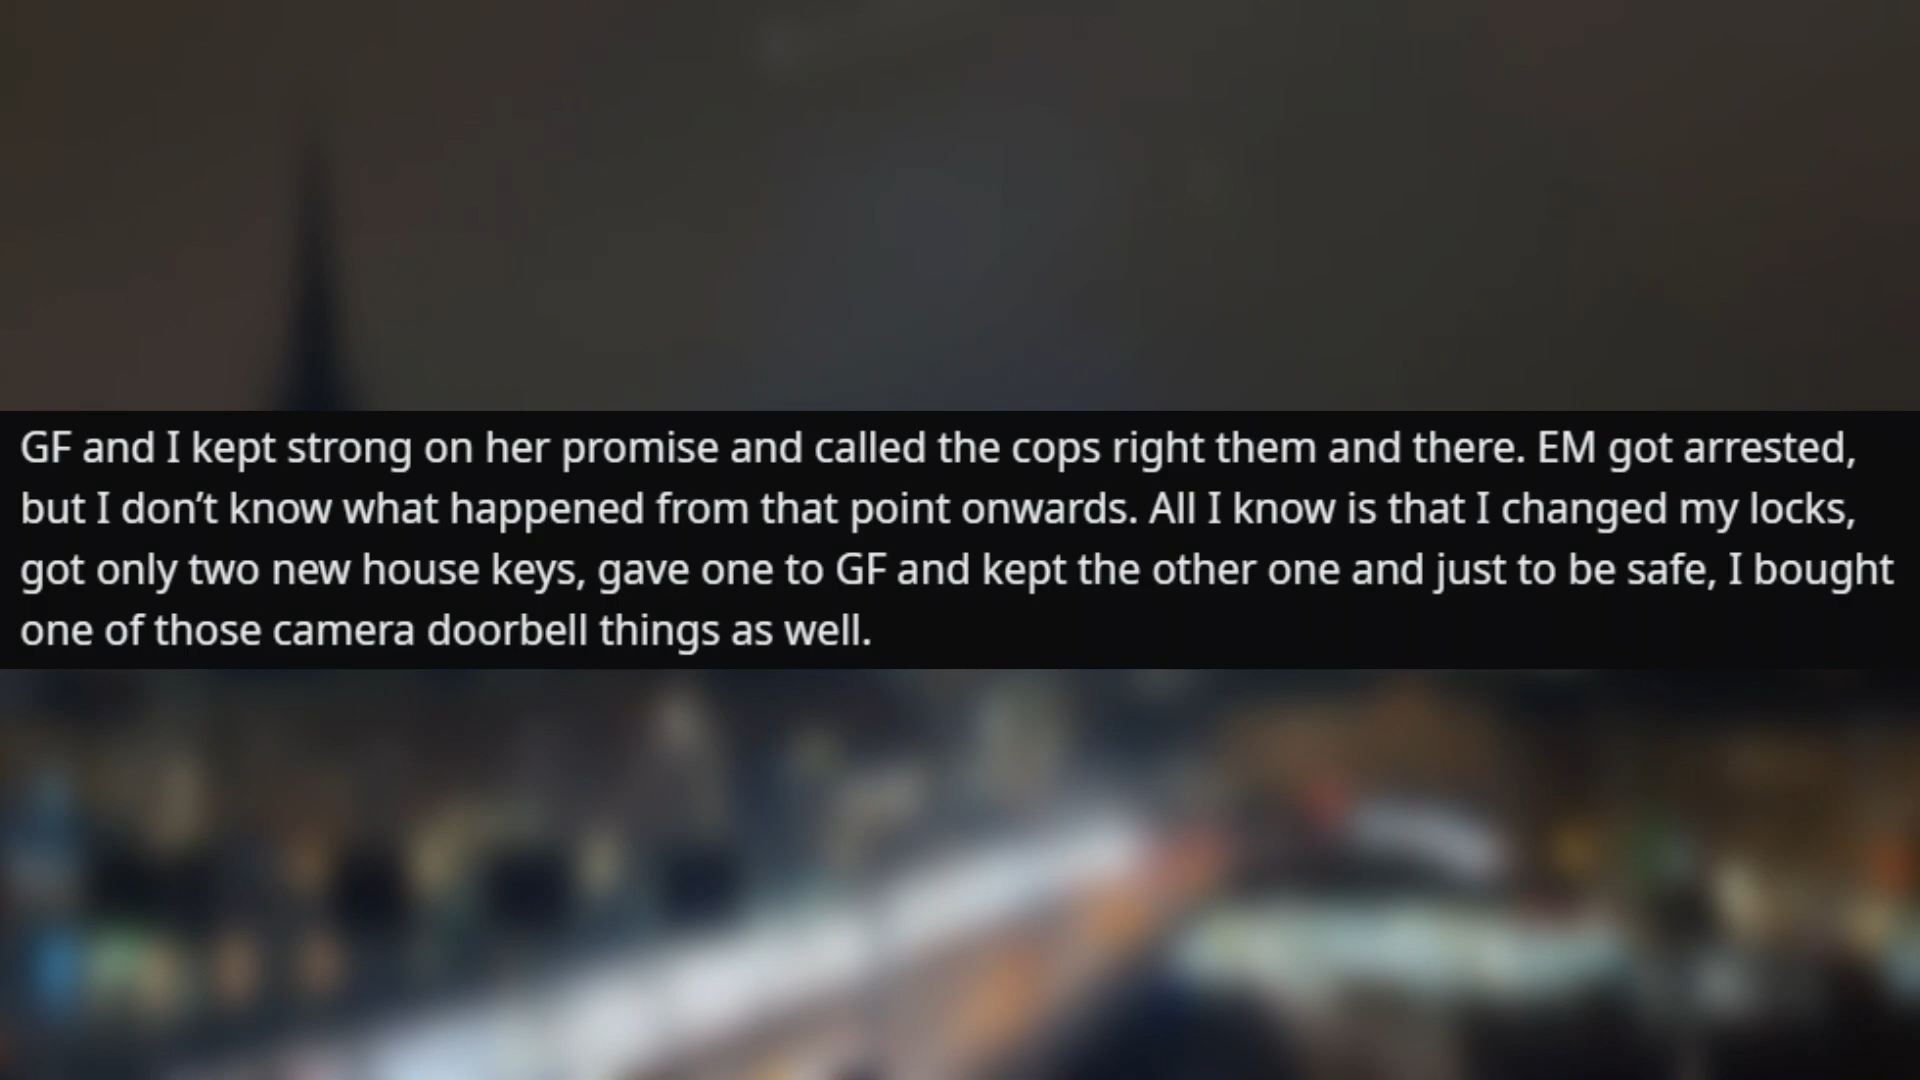 GF and I kept strong on her promise and called the cops right them and there. EM got arrested,
but I don’t know what happened from that point onwards. All I know is that I changed my locks,
got only two new house keys, gave one to GF and kept the other one and just to be safe, I bought
one of those camera doorbell things as well.